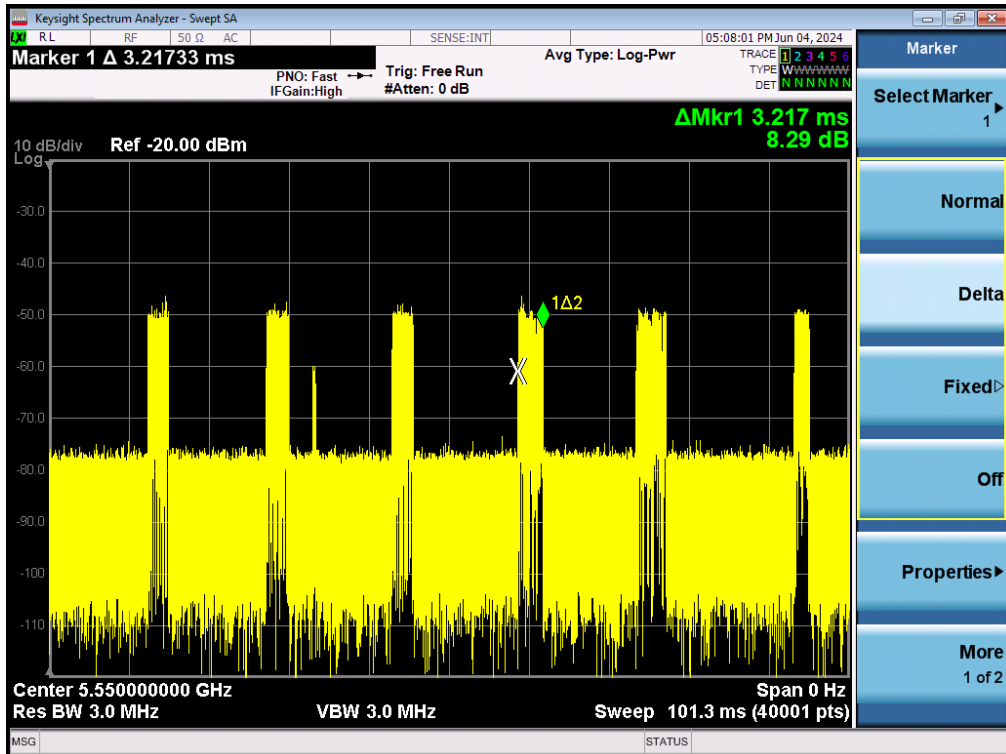 Keysight Spectrum Analyzer - Swept SA
LXI RL RF 50 Ω AC SENSE:INT 05:08:01 PM Jun 04, 2024
Marker 1 Δ 3.21733 ms
PNO: Fast
IFGain:High
Trig: Free Run
#Atten: 0 dB
Avg Type: Log-Pwr
TRACE 1 2 3 4 5 6
TYPE WWWWWW
DET N N N N N N
ΔMkr1 3.217 ms
8.29 dB
10 dB/div Ref -20.00 dBm
Log
-30.0
-40.0
-50.0
-60.0
-70.0
-80.0
-90.0
-100
-110
1Δ2
X
Center 5.550000000 GHz Span 0 Hz
Res BW 3.0 MHz VBW 3.0 MHz Sweep 101.3 ms (40001 pts)
MSG STATUS
Marker
Select Marker
1
Normal
Delta
Fixed
Off
Properties
More
1 of 2